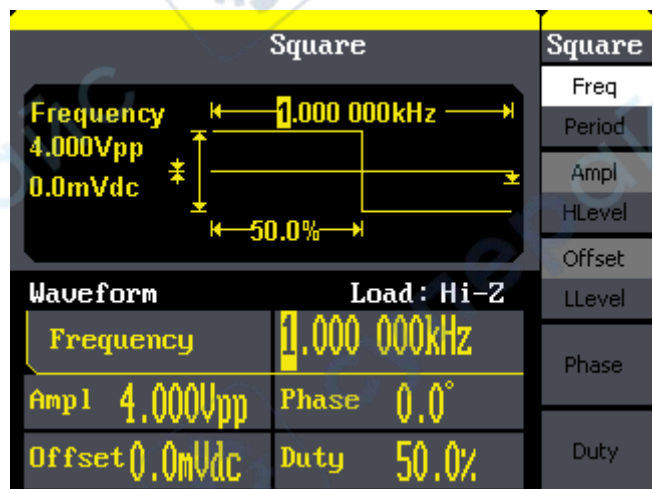 Square
Frequency
1.000 000kHz
4.000Vpp
0.0mVdc
50.0%
Waveform
Load: Hi-Z
Frequency
1.000 000kHz
Ampl
4.000Vpp
Phase
0.0°
Offset
0.0mVdc
Duty
50.0%
Square
Freq
Period
Ampl
HLevel
Offset
LLevel
Phase
Duty